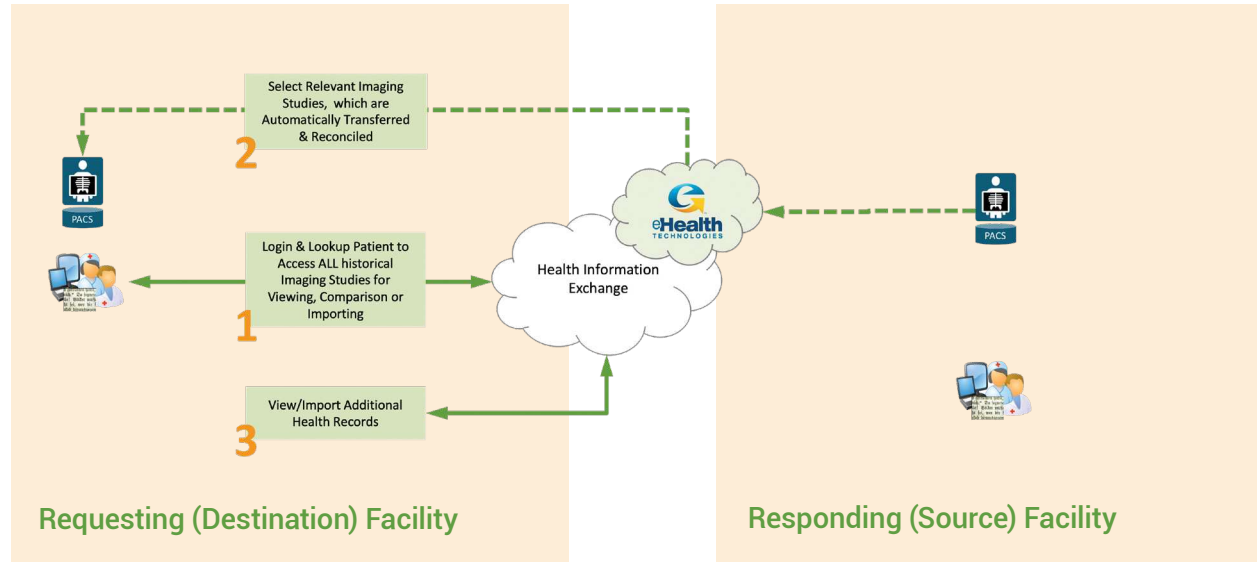 Select Relevant Imaging
Studies, which are
Automatically Transferred
& Reconciled
2
PACS
eHealth
TECHNOLOGIES
PACS
Login & Lookup Patient to
Access ALL historical
Imaging Studies for
Viewing, Comparison or
Importing
1
Health Information
Exchange
View/Import Additional
Health Records
3
Requesting (Destination) Facility
Responding (Source) Facility